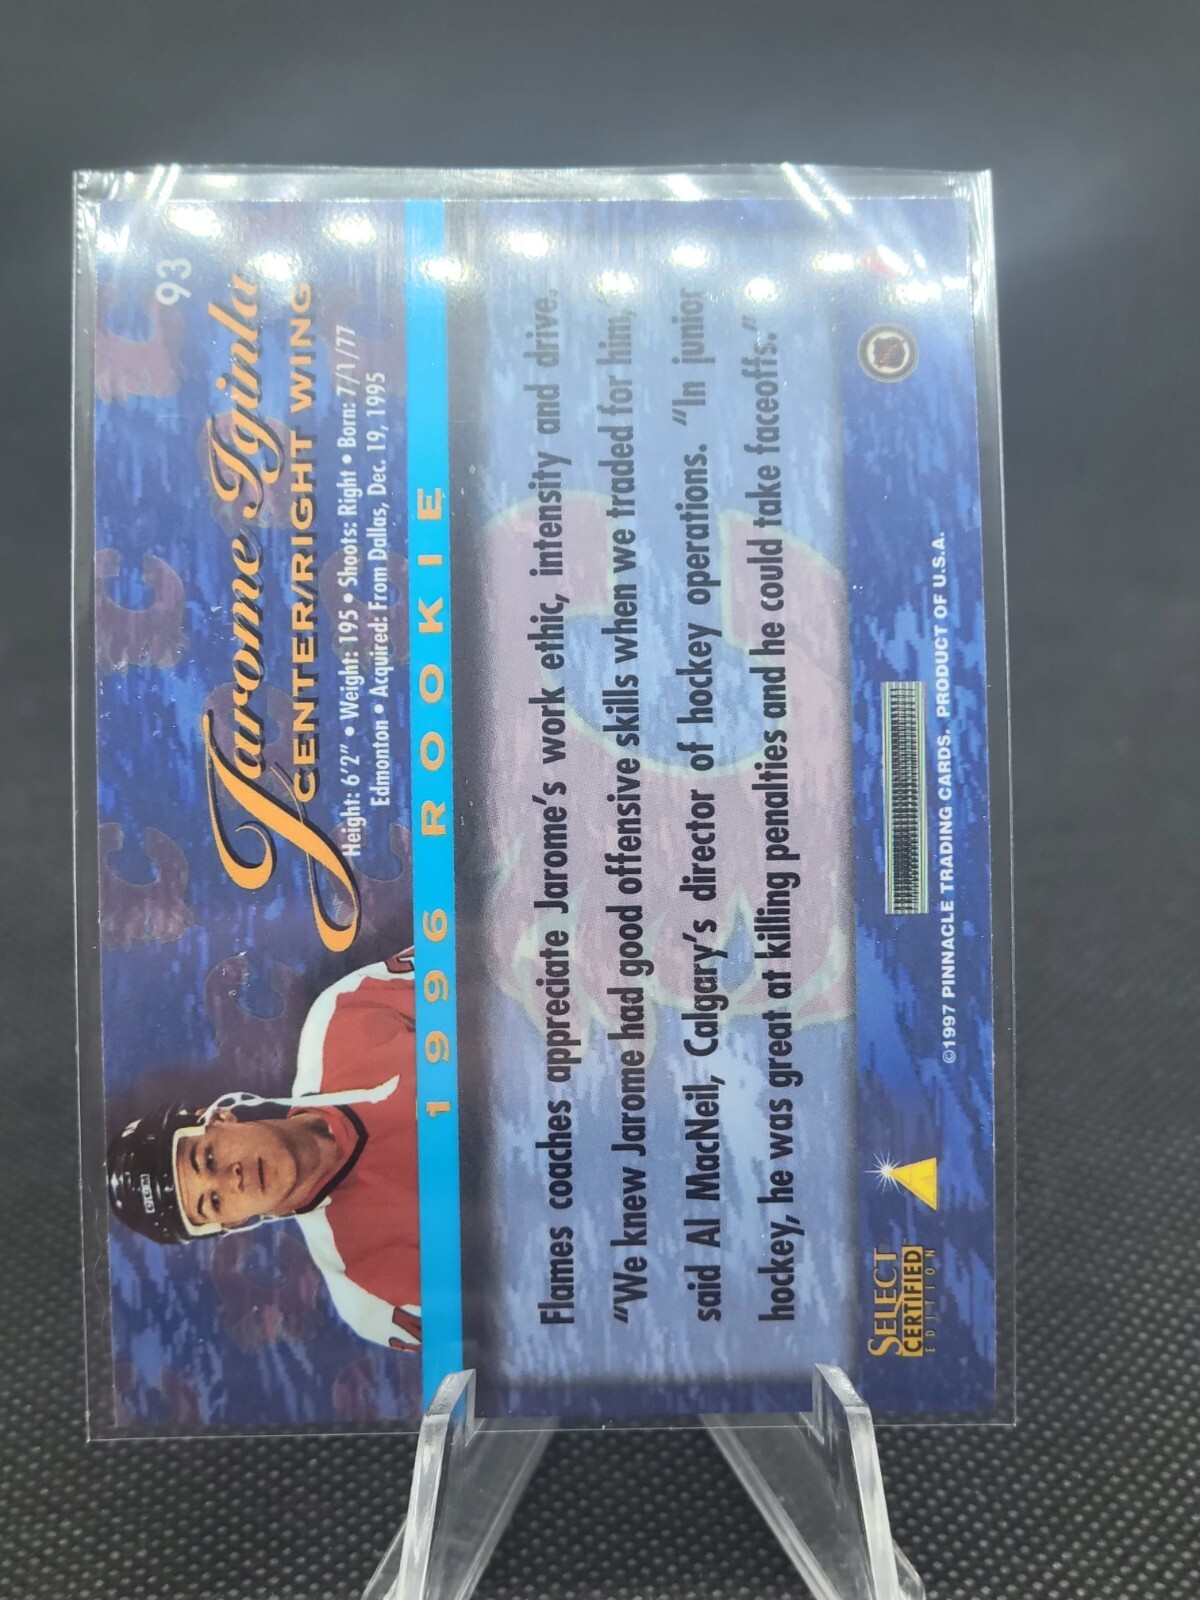 93
Jarome Iginla
CENTER/RIGHT WING
Height: 6'2" • Weight: 195 • Shoots: Right • Born: 7/1/77
Edmonton • Acquired: From Dallas, Dec. 19, 1995
CCM
1996 ROOKIE
Flames coaches appreciate Jarome's work ethic, intensity and drive.
"We knew Jarome had good offensive skills when we traded for him,"
said Al MacNeil, Calgary's director of hockey operations. "In junior
hockey, he was great at killing penalties and he could take faceoffs."
SELECT
CERTIFIED
EDITION
©1997 PINNACLE TRADING CARDS. PRODUCT OF U.S.A.